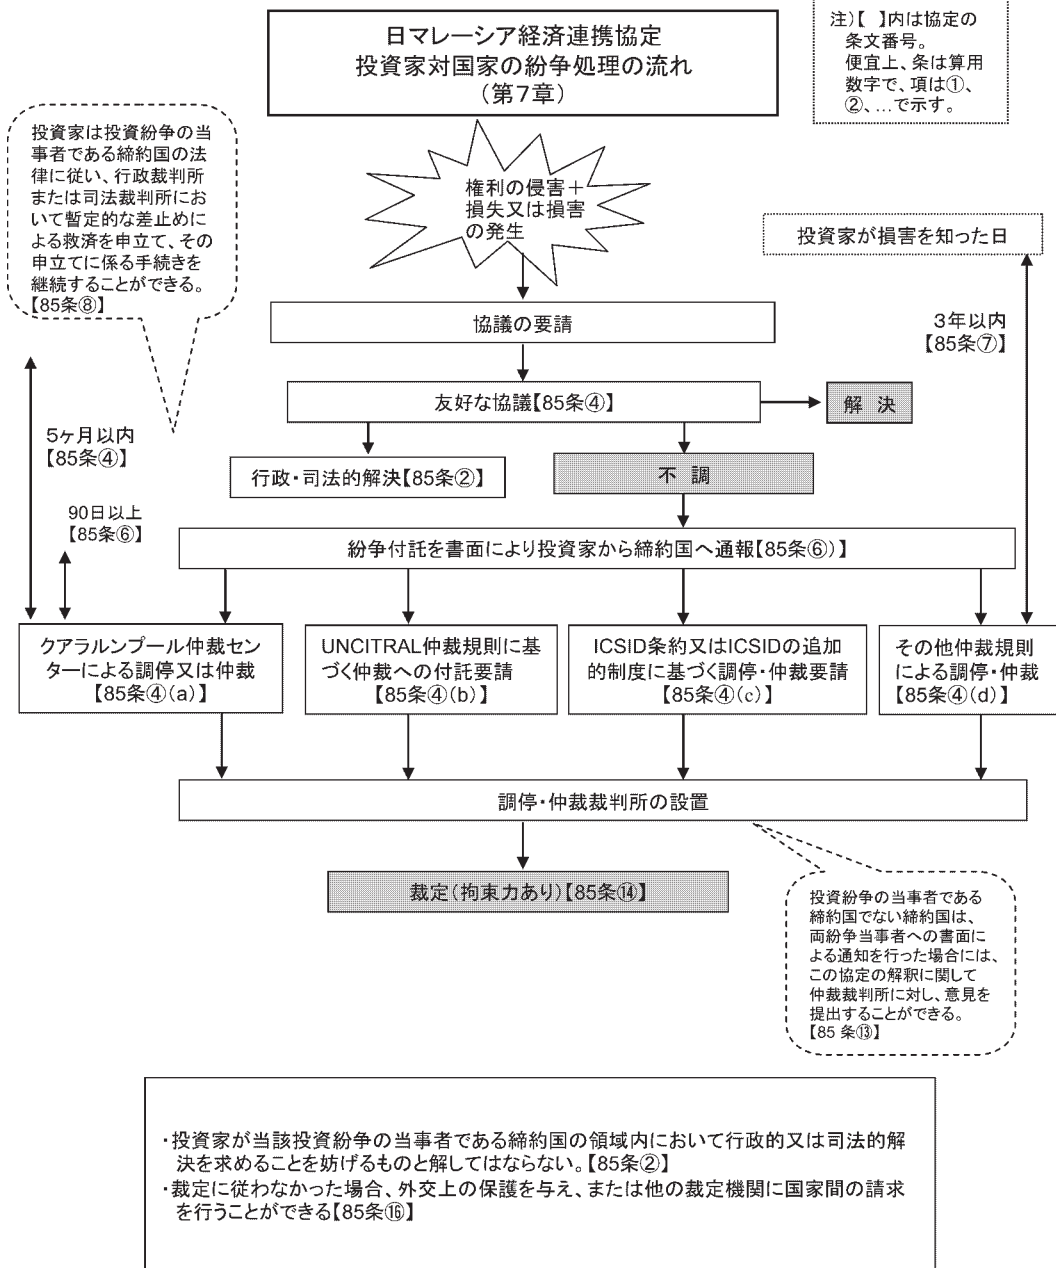 日マレーシア経済連携協定
投資家対国家の紛争処理の流れ
(第7章)
注)【 】内は協定の
条文番号。
便宜上、条は算用
数字で、項は①、
②、…で示す。
投資家は投資紛争の当
事者である締約国の法
律に従い、行政裁判所
または司法裁判所にお
いて暫定的な差止めに
よる救済を申立て、その
申立てに係る手続きを
継続することができる。
【85条⑧】
権利の侵害+
損失又は損害
の発生
投資家が損害を知った日
協議の要請
3年以内
【85条⑦】
友好な協議【85条④】
解 決
5ヶ月以内
【85条④】
行政・司法的解決【85条②】
不 調
90日以上
【85条⑥】
紛争付託を書面により投資家から締約国へ通報【85条⑥)】
クアラルンプール仲裁セン
ターによる調停又は仲裁
【85条④(a)】
UNCITRAL仲裁規則に基
づく仲裁への付託要請
【85条④(b)】
ICSID条約又はICSIDの追加
的制度に基づく調停・仲裁要請
【85条④(c)】
その他仲裁規則
による調停・仲裁
【85条④(d)】
調停・仲裁裁判所の設置
裁定(拘束力あり)【85条⑭】
投資紛争の当事者である
締約国でない締約国は、
両紛争当事者への書面に
よる通知を行った場合には、
この協定の解釈に関して
仲裁裁判所に対し、意見を
提出することができる。
【85 条⑬】
・投資家が当該投資紛争の当事者である締約国の領域内において行政的又は司法的解
決を求めることを妨げるものと解してはならない。【85条②】
・裁定に従わなかった場合、外交上の保護を与え、または他の裁定機関に国家間の請求
を行うことができる【85条⑯】